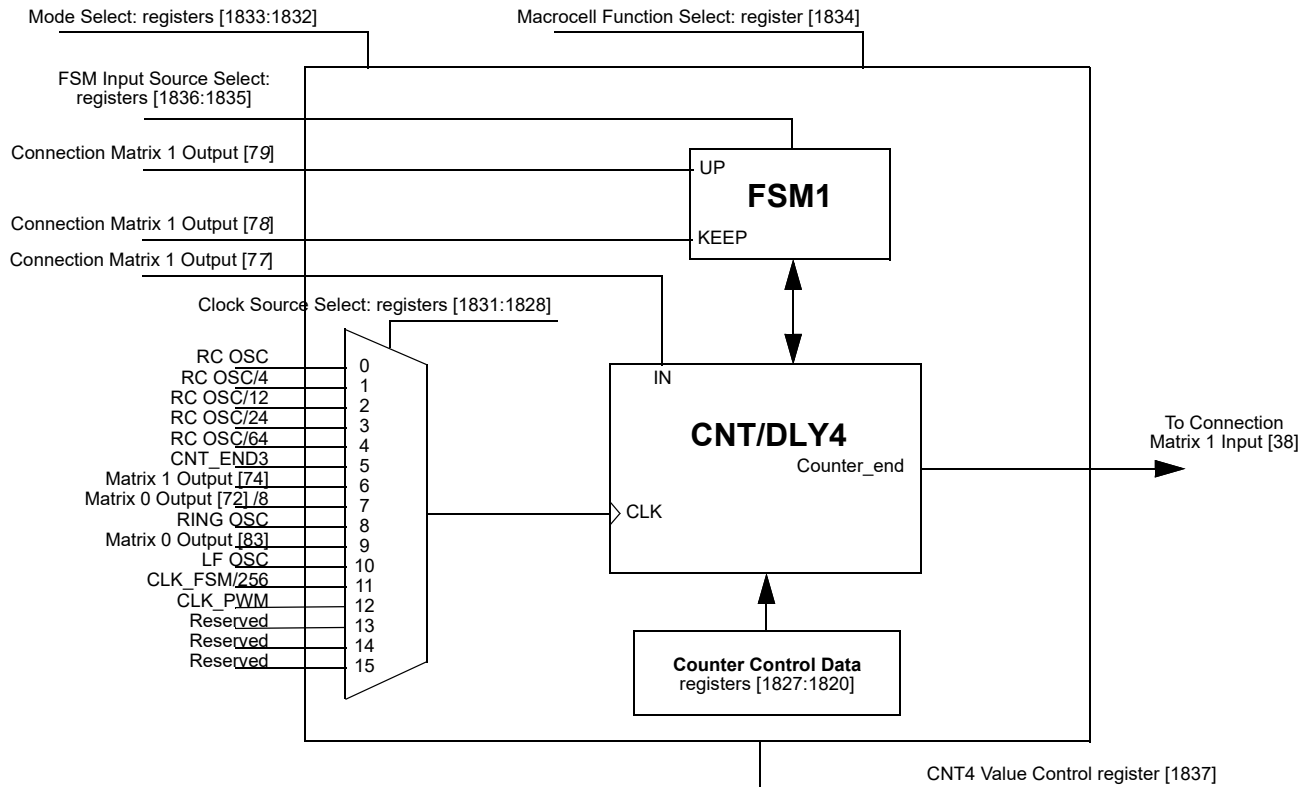 Mode Select: registers [1833:1832]
Macrocell Function Select: register [1834]
FSM Input Source Select:
registers [1836:1835]
Connection Matrix 1 Output [79]
UP
FSM1
Connection Matrix 1 Output [78]
KEEP
Connection Matrix 1 Output [77]
Clock Source Select: registers [1831:1828]
RC OSC
0
RC OSC/4
1
RC OSC/12
2
RC OSC/24
3
RC OSC/64
4
CNT_END3
5
Matrix 1 Output [74]
6
Matrix 0 Output [72] /8
7
RING OSC
8
Matrix 0 Output [83]
9
LF OSC
10
CLK_FSM/256
11
CLK_PWM
12
Reserved
13
Reserved
14
Reserved
15
IN
CNT/DLY4
Counter_end
CLK
To Connection
Matrix 1 Input [38]
Counter Control Data
registers [1827:1820]
CNT4 Value Control register [1837]